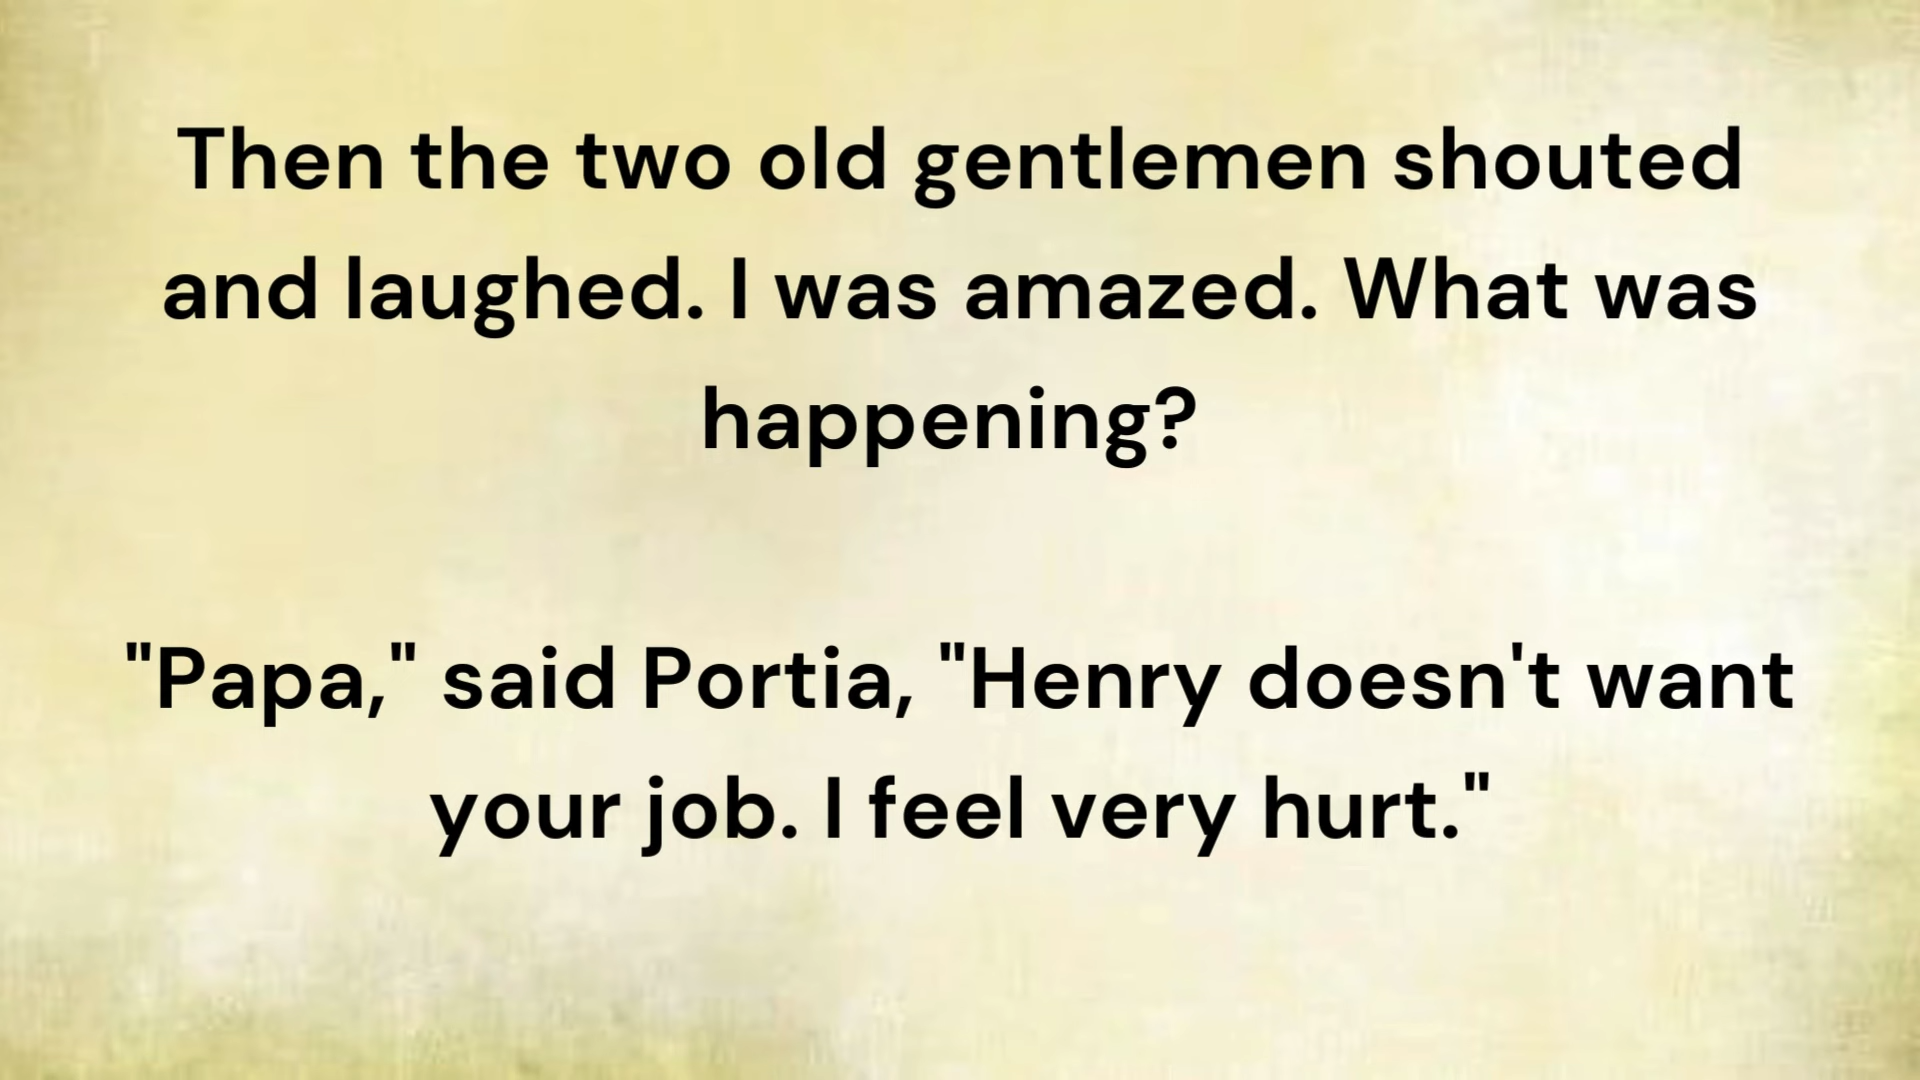 Then the two old gentlemen shouted
and laughed. I was amazed. What was
happening?
"Papa," said Portia, "Henry doesn't want
your job. I feel very hurt."